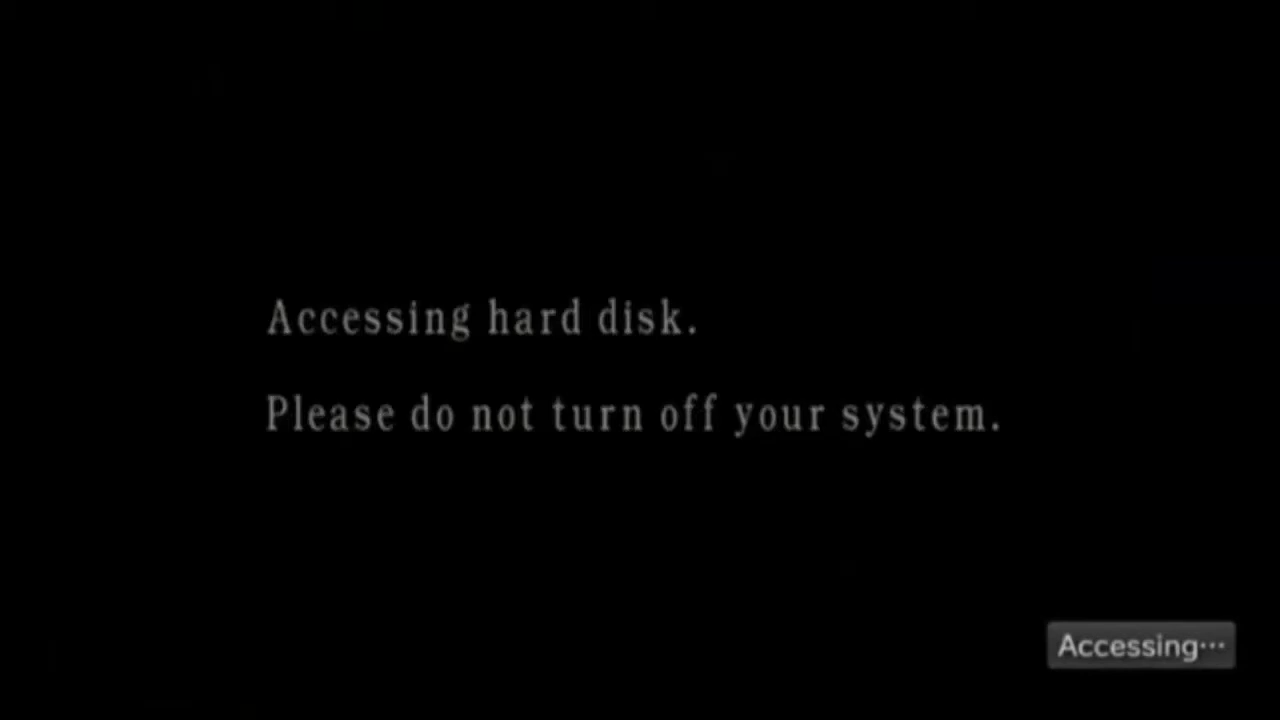 Accessing hard disk.
Please do not turn off your system.
Accessing···